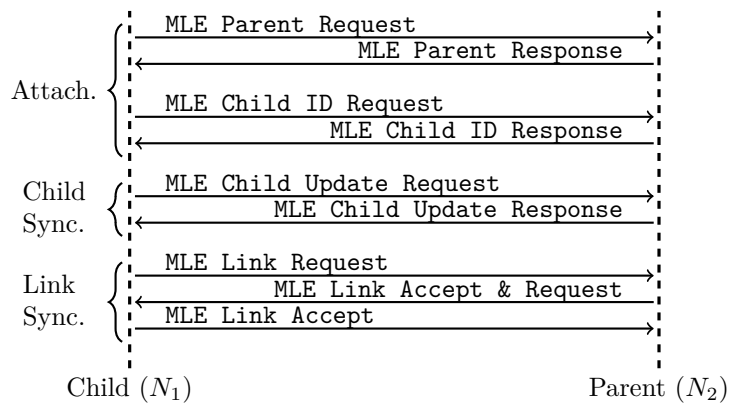 MLE Parent Request
MLE Parent Response
Attach.
MLE Child ID Request
MLE Child ID Response
Child
Sync.
MLE Child Update Request
MLE Child Update Response
Link
Sync.
MLE Link Request
MLE Link Accept & Request
MLE Link Accept
Child (N₁)
Parent (N₂)